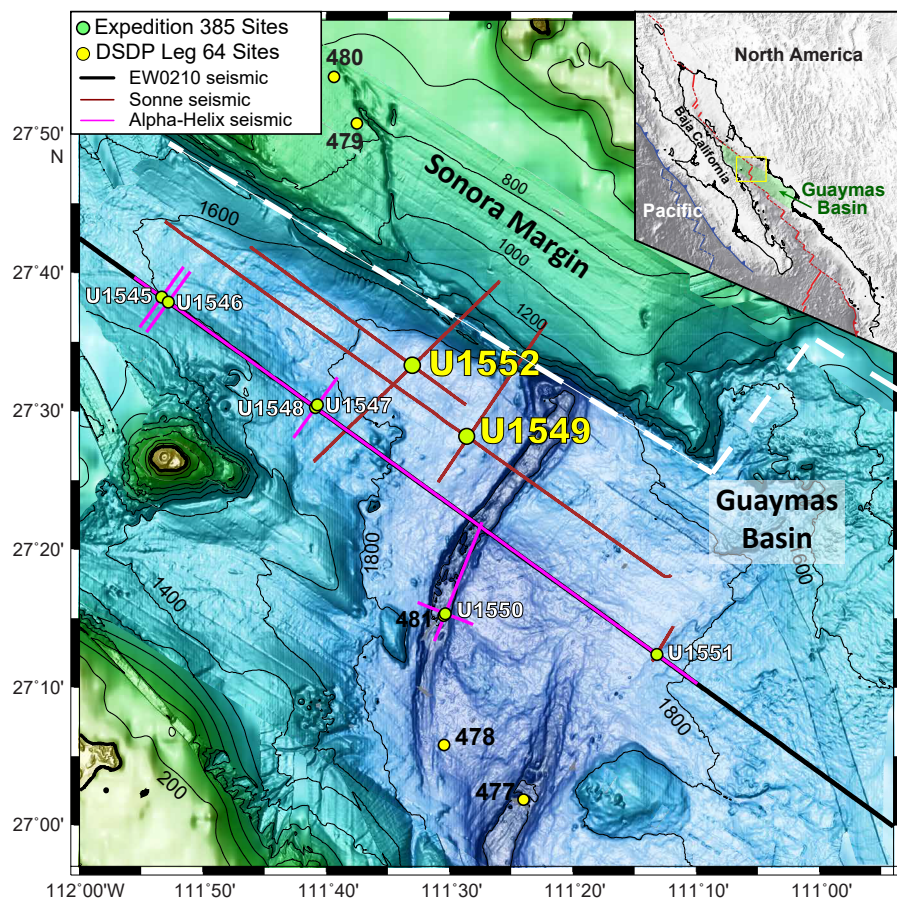 Expedition 385 Sites
DSDP Leg 64 Sites
EW0210 seismic
Sonne seismic
Alpha-Helix seismic
480
479
North America
Baja California
Guaymas
Basin
Pacific
27°50'
N
27°40'
27°30'
27°20'
27°10'
27°00'
Sonora Margin
800
1000
1200
1600
U1545
U1546
U1552
U1548
U1547
U1549
Guaymas
Basin
1800
1400
1600
481
U1550
U1551
478
1800
477
200
112°00'W
111°50'
111°40'
111°30'
111°20'
111°10'
111°00'